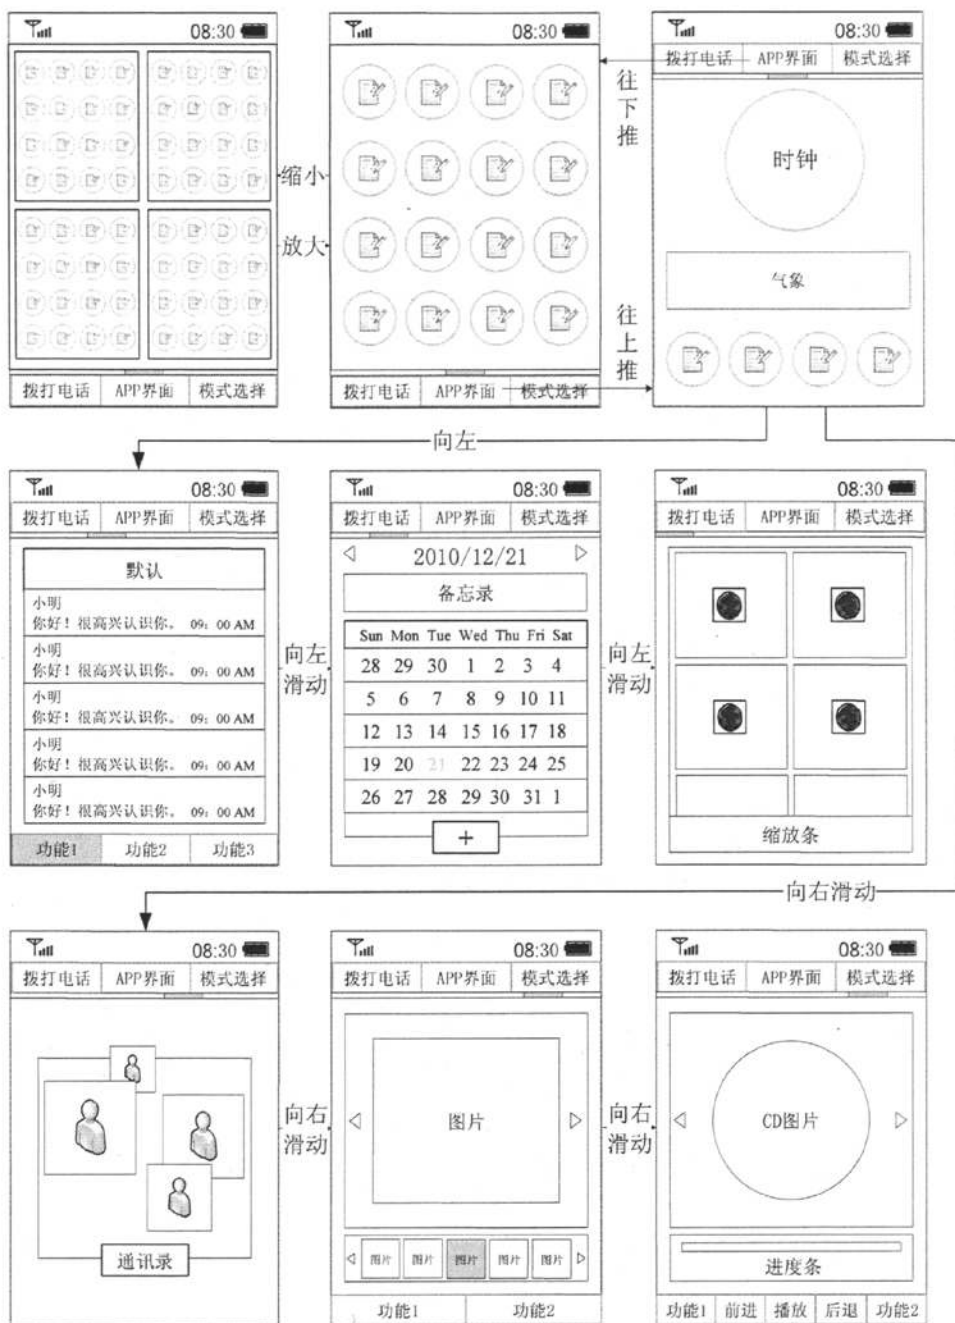 08:30
缩小
放大
拨打电话 APP界面 模式选择
08:30
拨打电话 APP界面 模式选择
往下推
往上推
08:30
拨打电话 APP界面 模式选择
时钟
气象
向左
08:30
拨打电话 APP界面 模式选择
默认
小明
你好！很高兴认识你。 09：00 AM
小明
你好！很高兴认识你。 09：00 AM
小明
你好！很高兴认识你。 09：00 AM
小明
你好！很高兴认识你。 09：00 AM
小明
你好！很高兴认识你。 09：00 AM
功能1 功能2 功能3
向左
滑动
08:30
拨打电话 APP界面 模式选择
2010/12/21
备忘录
Sun Mon Tue Wed Thu Fri Sat
28 29 30 1 2 3 4
5 6 7 8 9 10 11
12 13 14 15 16 17 18
19 20 21 22 23 24 25
26 27 28 29 30 31 1
+
向左
滑动
08:30
拨打电话 APP界面 模式选择
缩放条
向右滑动
08:30
拨打电话 APP界面 模式选择
通讯录
向右
滑动
08:30
拨打电话 APP界面 模式选择
图片
图片 图片 图片 图片 图片
功能1 功能2
向右
滑动
08:30
拨打电话 APP界面 模式选择
CD图片
进度条
功能1 前进 播放 后退 功能2